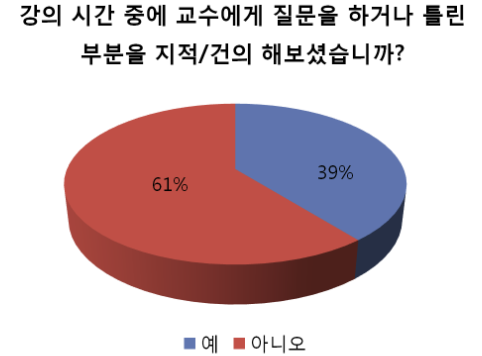 강의 시간 중에 교수에게 질문을 하거나 틀린
부분을 지적/건의 해보셨습니까?
39%
61%
예 아니오